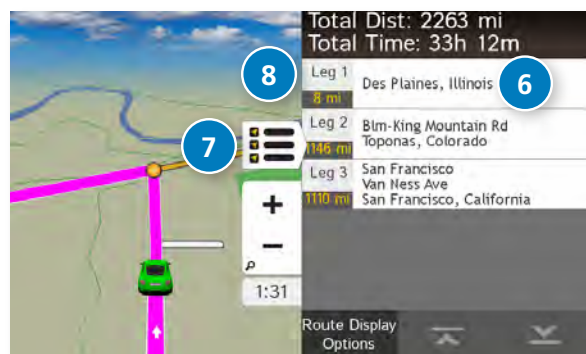 Total Dist: 2263 mi
Total Time: 33h 12m
8
Leg 1
Des Plaines, Illinois
6
8 mi
7
Leg 2
Blm-King Mountain Rd
Toponas, Colorado
1146 mi
Leg 3
San Francisco
Van Ness Ave
San Francisco, California
1110 mi
+
−
1:31
Route Display
Options